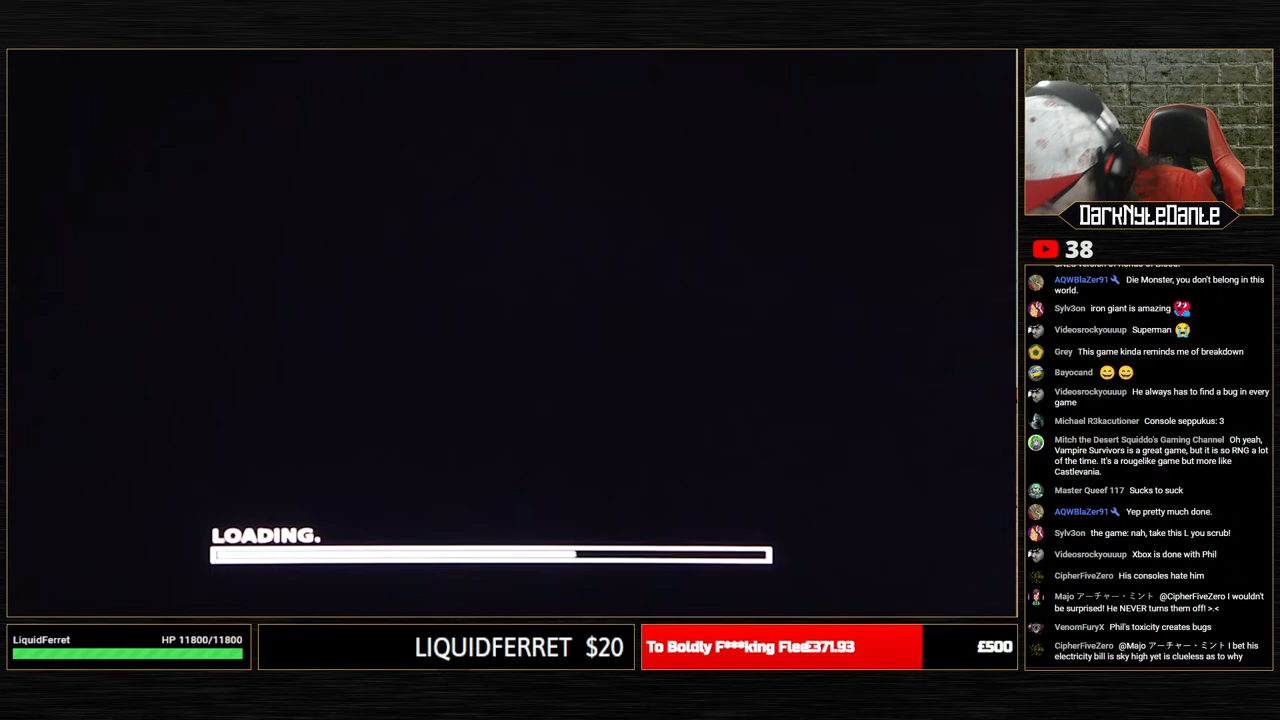 DarkNyteDante
38
AQWBlaZer91 Die Monster, you don't belong in this
world.
Sylv3on iron giant is amazing
Videosrockyouuup Superman
Grey This game kinda reminds me of breakdown
Bayocand
Videosrockyouuup He always has to find a bug in every
game
Michael R3kacutioner Console seppukus: 3
Mitch the Desert Squiddo's Gaming Channel Oh yeah,
Vampire Survivors is a great game, but it is so RNG a lot
of the time. It's a rougelike game but more like
Castlevania.
Master Queef 117 Sucks to suck
AQWBlaZer91 Yep pretty much done.
Sylv3on the game: nah, take this L you scrub!
Videosrockyouuup Xbox is done with Phil
CipherFiveZero His consoles hate him
Majo アーチャー・ミント @CipherFiveZero I wouldn't
be surprised! He NEVER turns them off! >.<
VenomFuryX Phil's toxicity creates bugs
CipherFiveZero @Majo アーチャー・ミント I bet his
electricity bill is sky high yet is clueless as to why
LOADING.
LiquidFerret HP 11800/11800
LIQUIDFERRET $20
To Boldly F***king Flee£371.93 £500